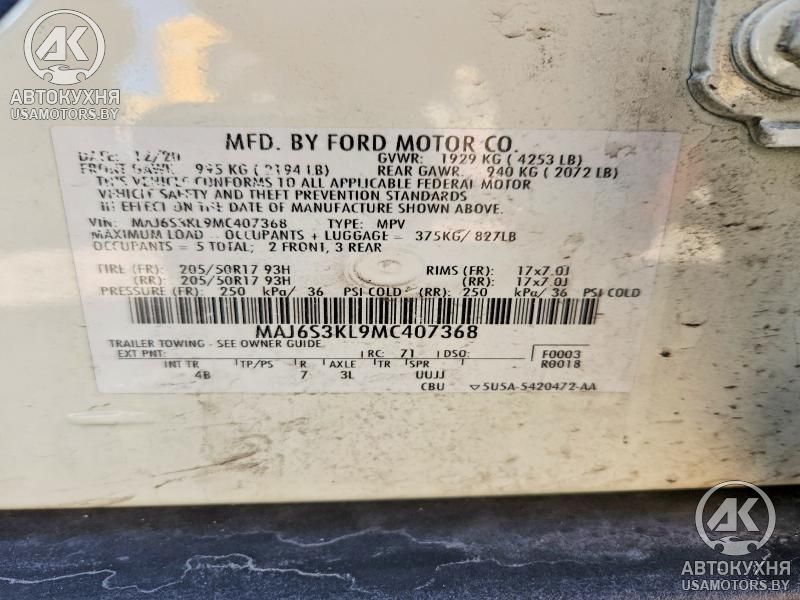 АК
АВТОКУХНЯ
USAMOTORS.BY
MFD. BY FORD MOTOR CO.
DATE: 12/20 GVWR: 1929 KG ( 4253 LB)
FRONT GAWR: 995 KG ( 2194 LB) REAR GAWR: 940 KG ( 2072 LB)
THIS VEHICLE CONFORMS TO ALL APPLICABLE FEDERAL MOTOR
VEHICLE SAFETY AND THEFT PREVENTION STANDARDS
IN EFFECT ON THE DATE OF MANUFACTURE SHOWN ABOVE.
VIN: MAJ6S3KL9MC407368 TYPE: MPV
MAXIMUM LOAD = OCCUPANTS + LUGGAGE = 375KG/ 827LB
OCCUPANTS = 5 TOTAL; 2 FRONT, 3 REAR
TIRE (FR): 205/50R17 93H RIMS (FR): 17x7.0J
(RR): 205/50R17 93H (RR): 17x7.0J
PRESSURE (FR): 250 kPa/ 36 PSI COLD (RR): 250 kPa/ 36 PSI COLD
MAJ6S3KL9MC407368
TRAILER TOWING - SEE OWNER GUIDE
EXT PNT: RC: 71 DSO: F0003
INT TR TP/PS R AXLE TR SPR R0018
4B 7 3L UUJJ
CBU 5U5A-5420472-AA
АК
АВТОКУХНЯ
USAMOTORS.BY